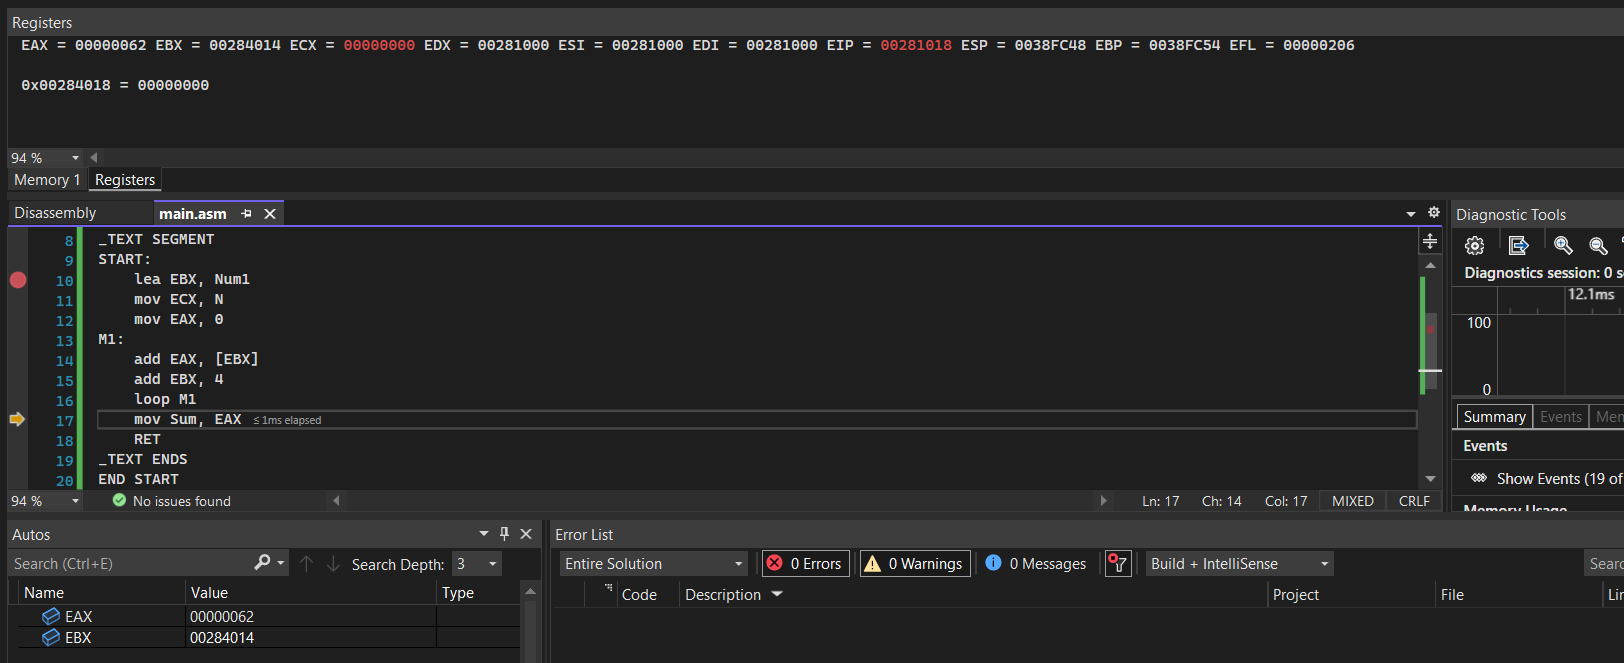 Registers
EAX = 00000062 EBX = 00284014 ECX = 00000000 EDX = 00281000 ESI = 00281000 EDI = 00281000 EIP = 00281018 ESP = 0038FC48 EBP = 0038FC54 EFL = 00000206
0x00284018 = 00000000
94 %
Memory 1 Registers
Disassembly main.asm
8 _TEXT SEGMENT
9 START:
10 lea EBX, Num1
11 mov ECX, N
12 mov EAX, 0
13 M1:
14 add EAX, [EBX]
15 add EBX, 4
16 loop M1
17 mov Sum, EAX ≤ 1ms elapsed
18 RET
19 _TEXT ENDS
20 END START
94 % No issues found Ln: 17 Ch: 14 Col: 17 MIXED CRLF
Diagnostic Tools
Diagnostics session: 0 s
12.1ms
100
0
Summary Events Mem
Events
Show Events (19 of
Memory Usage
Autos
Search (Ctrl+E) Search Depth: 3
Name Value Type
EAX 00000062
EBX 00284014
Error List
Entire Solution 0 Errors 0 Warnings 0 Messages Build + IntelliSense Searc
Code Description Project File Lin